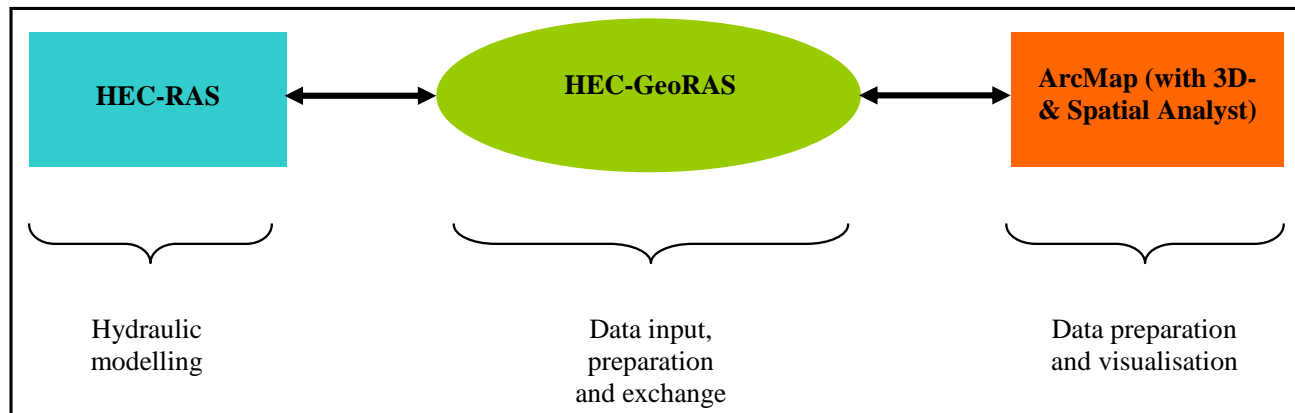 HEC-RAS
HEC-GeoRAS
ArcMap (with 3D-
& Spatial Analyst)
Hydraulic
modelling
Data input,
preparation
and exchange
Data preparation
and visualisation